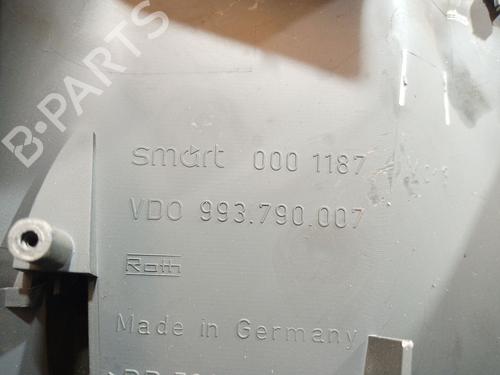 B-PARTS
smart 000 1187
VDO 993.790.007
Roth
Made in Germany